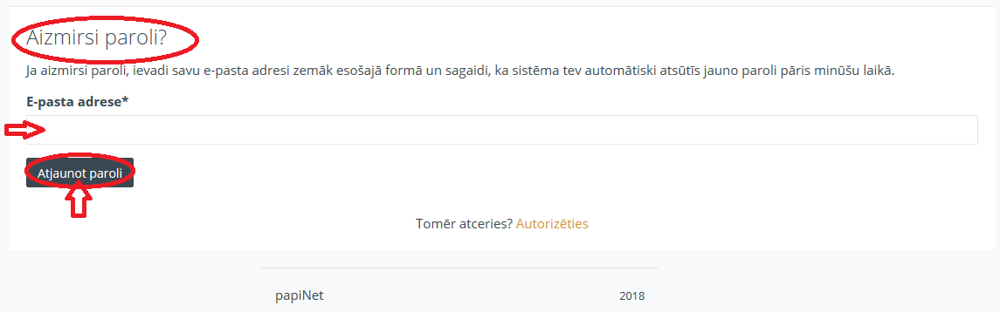 Aizmirsi paroli?
Ja aizmirsi paroli, ievadi savu e-pasta adresi zemāk esošajā formā un sagaidi, ka sistēma tev automātiski atsūtīs jauno paroli pāris minūšu laikā.
E-pasta adrese*
Atjaunot paroli
Tomēr atceries? Autorizēties
papiNet 2018